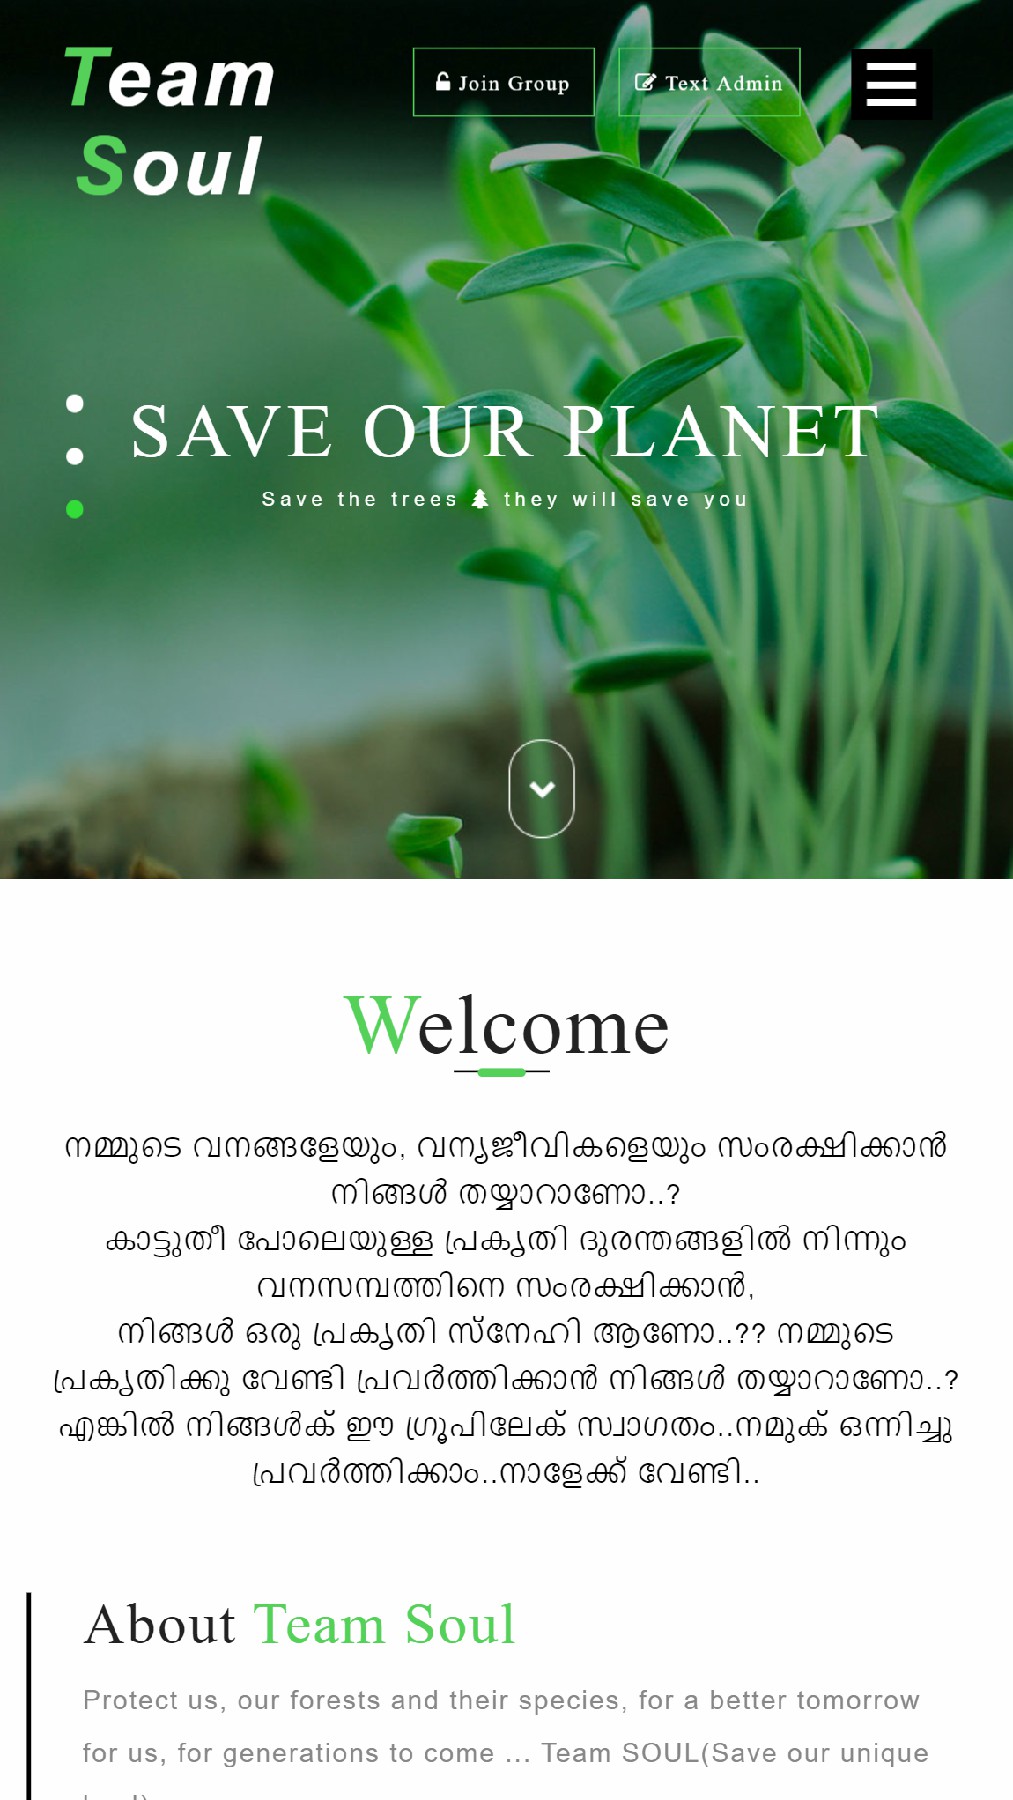 Team
Soul
Join Group
Text Admin
SAVE OUR PLANET
Save the trees they will save you
Welcome
നമ്മുടെ വനങ്ങളേയും, വന്യജീവികളെയും സംരക്ഷിക്കാൻ
നിങ്ങൾ തയ്യാറാണോ..?
കാട്ടുതീ പോലെയുള്ള പ്രകൃതി ദുരന്തങ്ങളിൽ നിന്നും
വനസമ്പത്തിനെ സംരക്ഷിക്കാൻ,
നിങ്ങൾ ഒരു പ്രകൃതി സ്നേഹി ആണോ..?? നമ്മുടെ
പ്രകൃതിക്കു വേണ്ടി പ്രവർത്തിക്കാൻ നിങ്ങൾ തയ്യാറാണോ..?
എങ്കിൽ നിങ്ങൾക് ഈ ഗ്രൂപിലേക് സ്വാഗതം..നമുക് ഒന്നിച്ചു
പ്രവർത്തിക്കാം..നാളേക്ക് വേണ്ടി..
About Team Soul
Protect us, our forests and their species, for a better tomorrow
for us, for generations to come ... Team SOUL(Save our unique